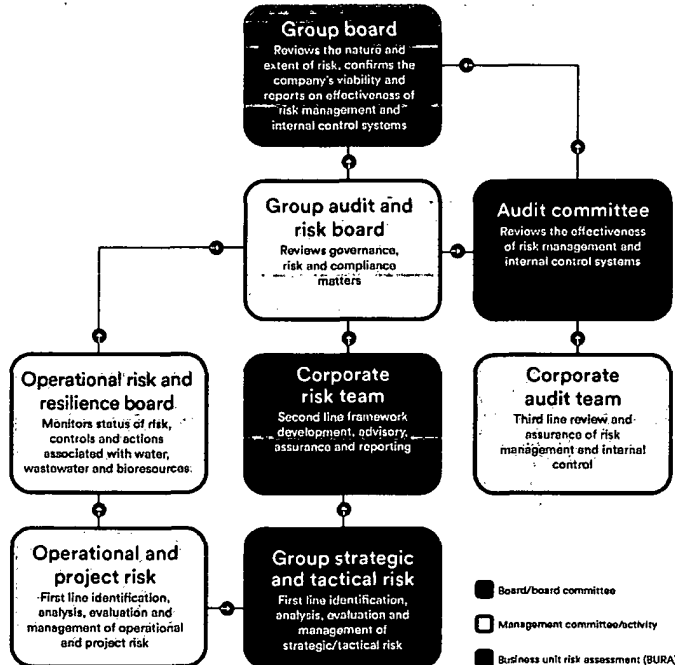 Group board
Reviews the nature and
extent of risk, confirms the
company's viability and
reports on effectiveness of
risk management and
internal control systems
Group audit and
risk board
Reviews governance,
risk and compliance
matters
Audit committee
Reviews the effectiveness
of risk management and
internal control systems
Operational risk and
resilience board
Monitors status of risk,
controls and actions
associated with water,
wastewater and bioresources.
Corporate
risk team
Second line framework
development, advisory,
assurance and reporting
Corporate
audit team
Third line review and
assurance of risk
management and internal
control
Operational and
project risk
First line identification,
analysis, evaluation and
management of operational
and project risk
Group strategic
and tactical risk
First line identification,
analysis, evaluation and
management of
strategic/tactical risk
Board/board committee
Management committee/activity
Business unit risk assessment (BURA)